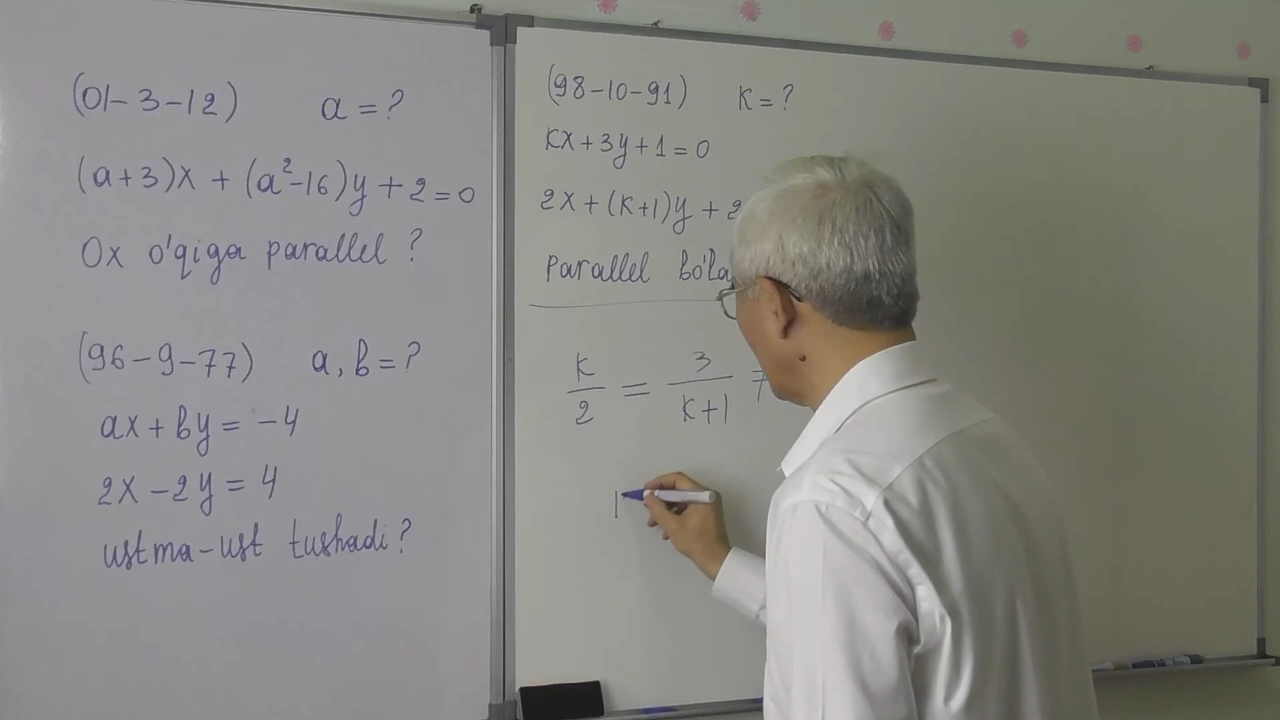 (01-3-12) a = ?
(a+3)x + (a²-16)y + 2 = 0
Ox o'qiga parallel ?
(96-9-77) a, b = ?
ax + by = -4
2x - 2y = 4
ustma-ust tushadi ?
(98-10-91) k = ?
kx + 3y + 1 = 0
2x + (k+1)y + 2
parallel
k/2 = 3/(k+1) ≠